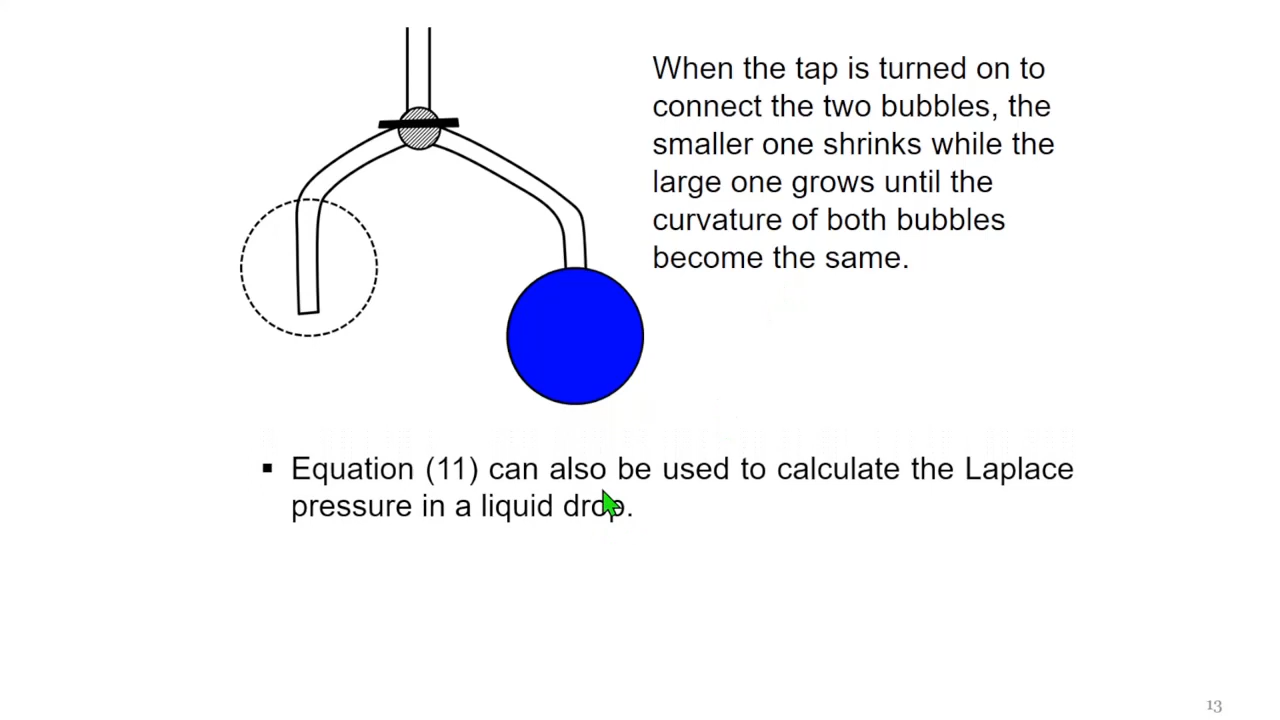 When the tap is turned on to
connect the two bubbles, the
smaller one shrinks while the
large one grows until the
curvature of both bubbles
become the same.
▪ Equation (11) can also be used to calculate the Laplace
pressure in a liquid drop.
13